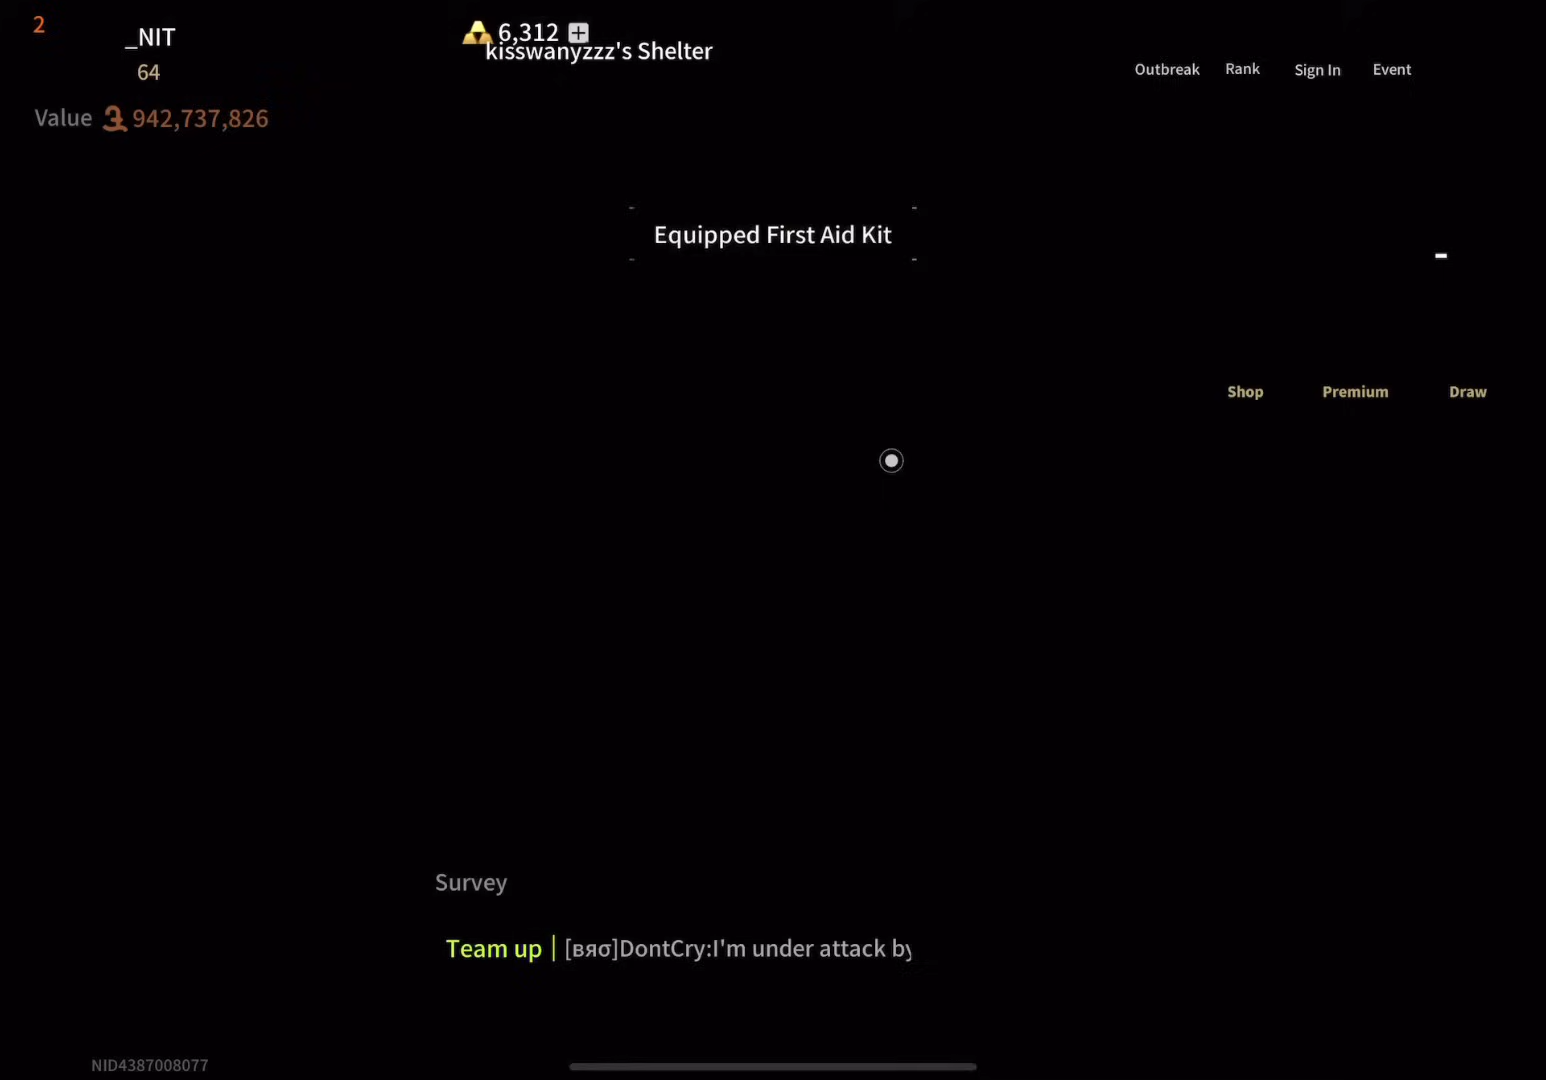 2
_NIT
64
6,312
kisswanyzzz's Shelter
Outbreak Rank Sign In Event
Value 942,737,826
Equipped First Aid Kit
Shop Premium Draw
Survey
Team up | [вяσ]DontCry:I'm under attack by
NID4387008077